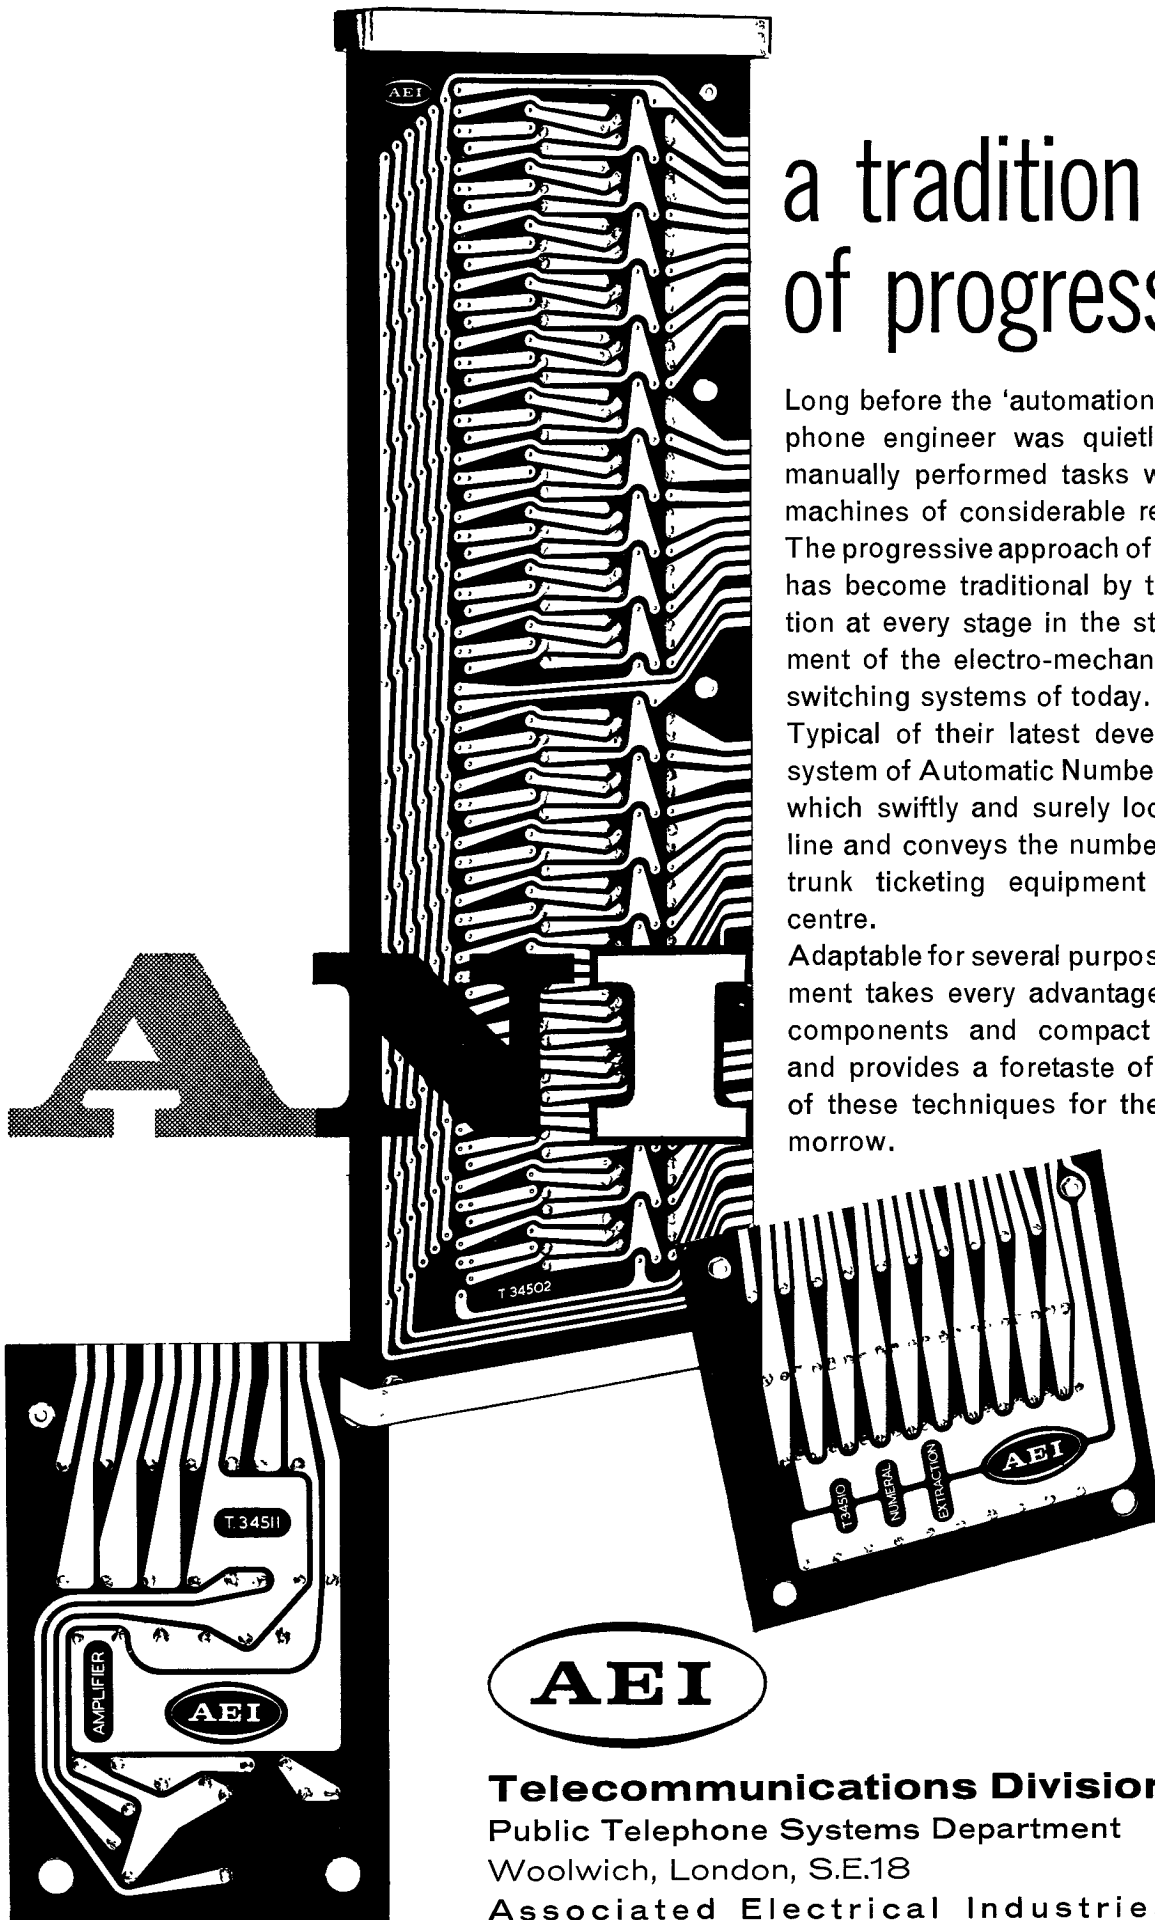 AEI
a tradition
of progress
Long before the ‘automation
phone engineer was quietl
manually performed tasks w
machines of considerable re
The progressive approach of
has become traditional by t
tion at every stage in the st
ment of the electro-mechan
switching systems of today.
Typical of their latest deve
system of Automatic Numbe
which swiftly and surely loc
line and conveys the numbe
trunk ticketing equipment
centre.
Adaptable for several purpos
ment takes every advantage
components and compact
and provides a foretaste of
of these techniques for the
morrow.
ANI
T 34502
T34510
NUMERAL
EXTRACTION
AEI
T.34511
AMPLIFIER
AEI
AEI
Telecommunications Division
Public Telephone Systems Department
Woolwich, London, S.E.18
Associated Electrical Industrie